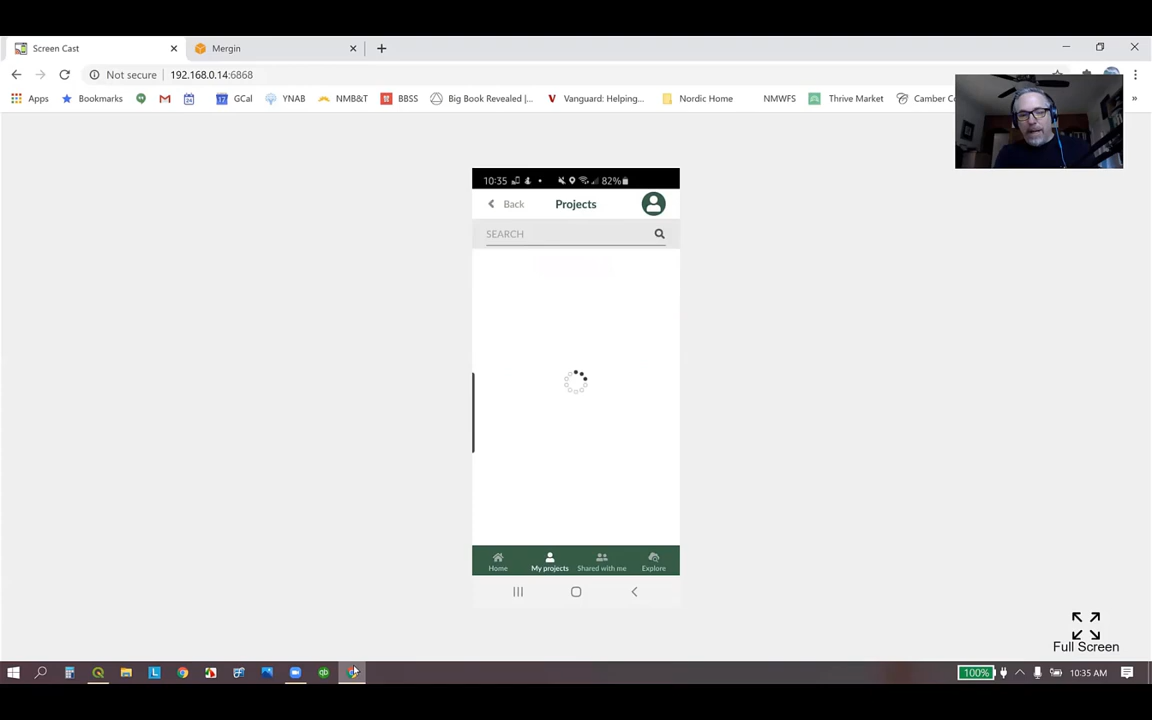 Screen Cast
Mergin
Not secure
192.168.0.14:6868
Apps
Bookmarks
GCal
YNAB
NMB&T
BBSS
Big Book Revealed |...
Vanguard: Helping...
Nordic Home
NMWFS
Thrive Market
Camber C
»
10:35
82%
Back
Projects
SEARCH
Home
My projects
Shared with me
Explore
Full Screen
100%
10:35 AM